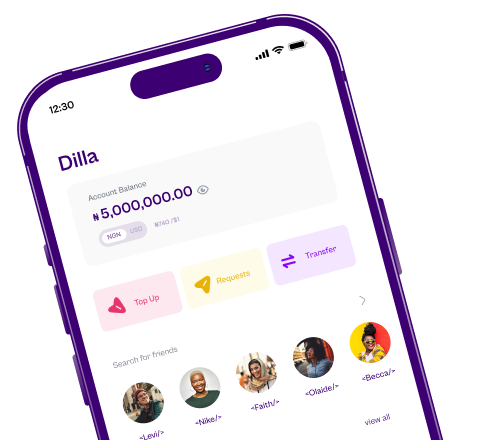 12:30
Dilla
Account Balance
₦5,000,000.00
NGN USD ₦740 /$1
Top Up Requests Transfer
Search for friends
<Levi/> <Nike/> <Faith/> <Olaide/> <Becca/>
view all